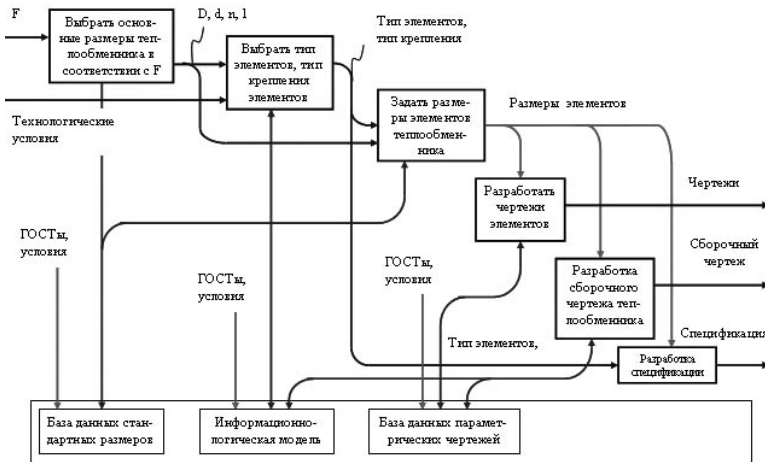 F
D, d, n, l
Тип элементов,
тип крепления
Выбрать основ-
ные размеры теп-
лообменника в
соответствии с F
Выбрать тип
элементов, тип
крепления
элементов
Технологические
условия
Задать разме-
ры элементов
теплообмен-
ника
Размеры элементов
Разработать
чертежи
элементов
Чертежи
ГОСТы,
условия
ГОСТы,
условия
ГОСТы,
условия
Разработка
сборочного
чертежа теп-
лообменника
Сборочный
чертеж
Тип элементов,
Спецификация
Разработка
спецификации
База данных стан-
дартных размеров
Информационно-
логическая модель
База данных парамет-
рических чертежей